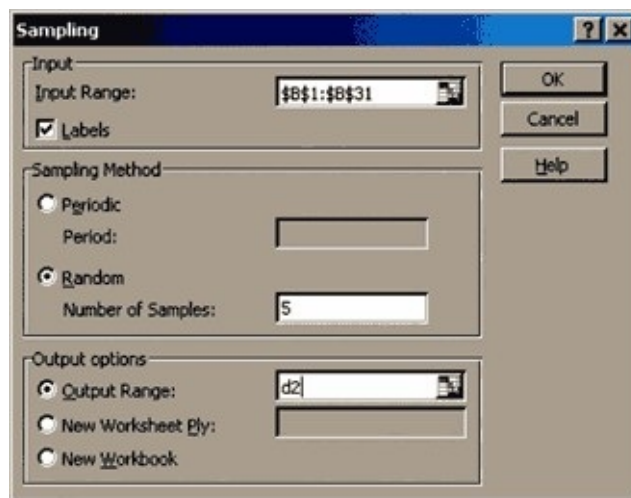 Sampling
Input
Input Range:
$B$1:$B$31
Labels
OK
Cancel
Help
Sampling Method
Periodic
Period:
Random
Number of Samples:
5
Output options
Output Range:
d2
New Worksheet Ply:
New Workbook